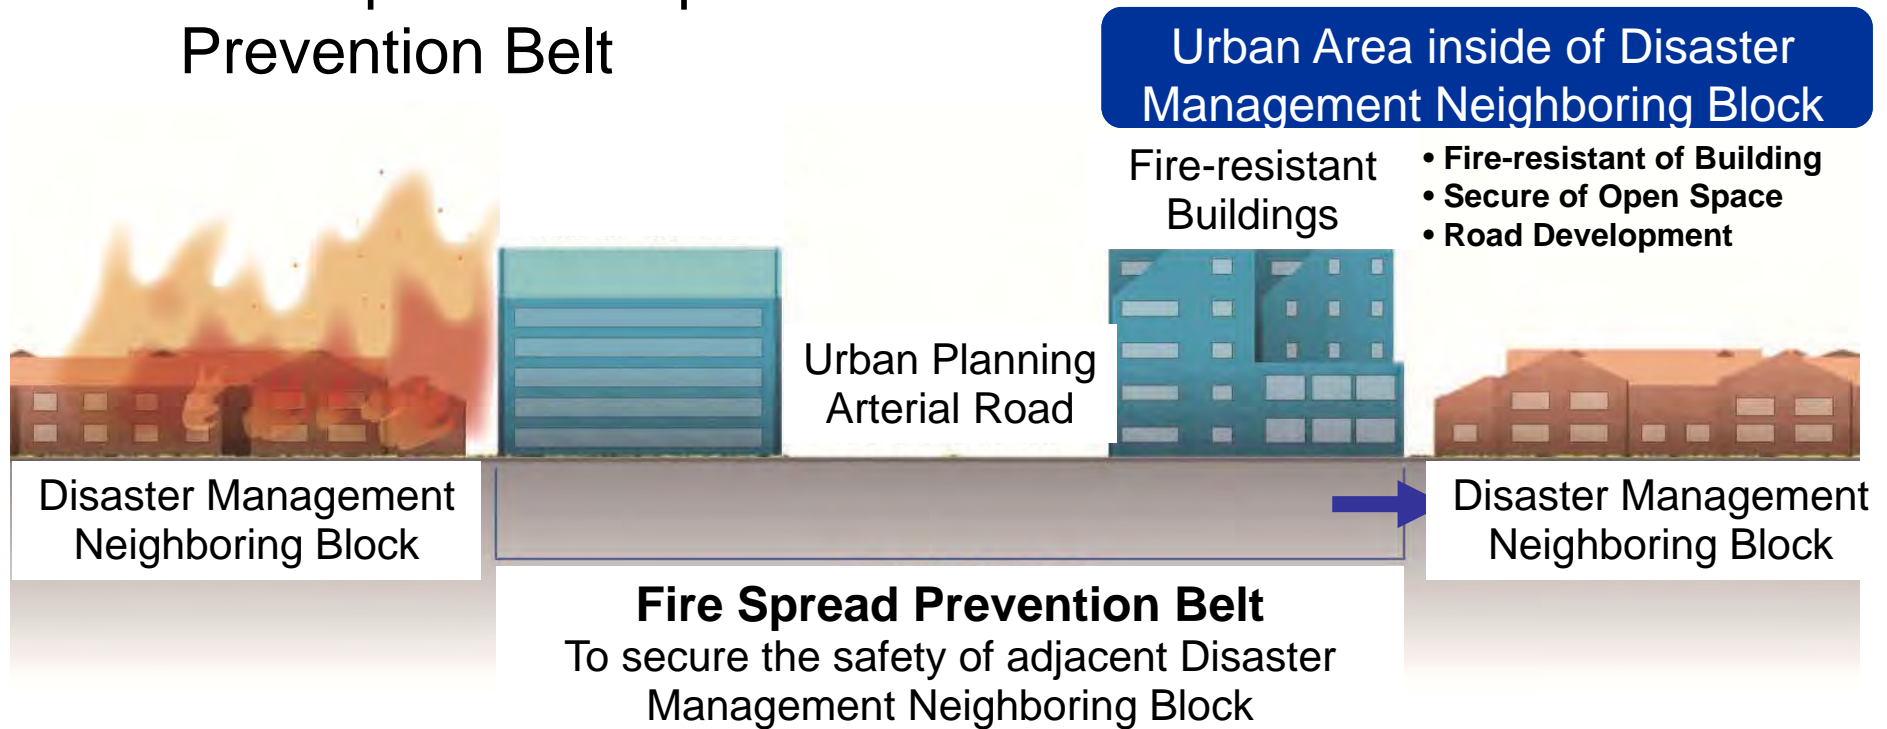 Prevention Belt
Urban Area inside of Disaster
Management Neighboring Block
Fire-resistant
Buildings
• Fire-resistant of Building
• Secure of Open Space
• Road Development
Urban Planning
Arterial Road
Disaster Management
Neighboring Block
Disaster Management
Neighboring Block
Fire Spread Prevention Belt
To secure the safety of adjacent Disaster
Management Neighboring Block